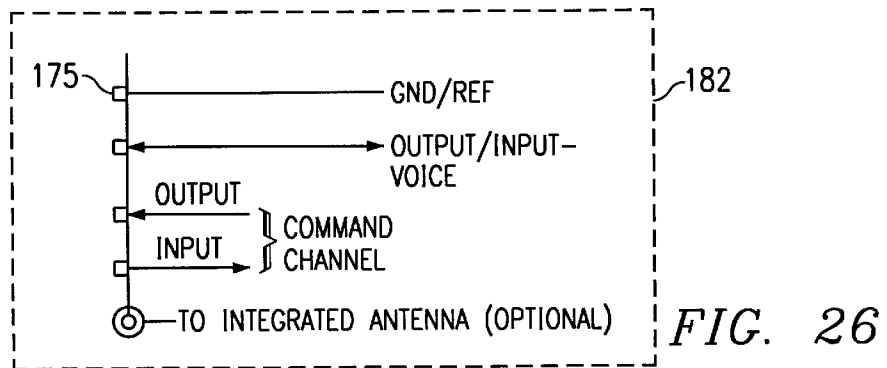 175
GND/REF
182
OUTPUT/INPUT-
VOICE
OUTPUT
INPUT
COMMAND
CHANNEL
TO INTEGRATED ANTENNA (OPTIONAL)
FIG. 26